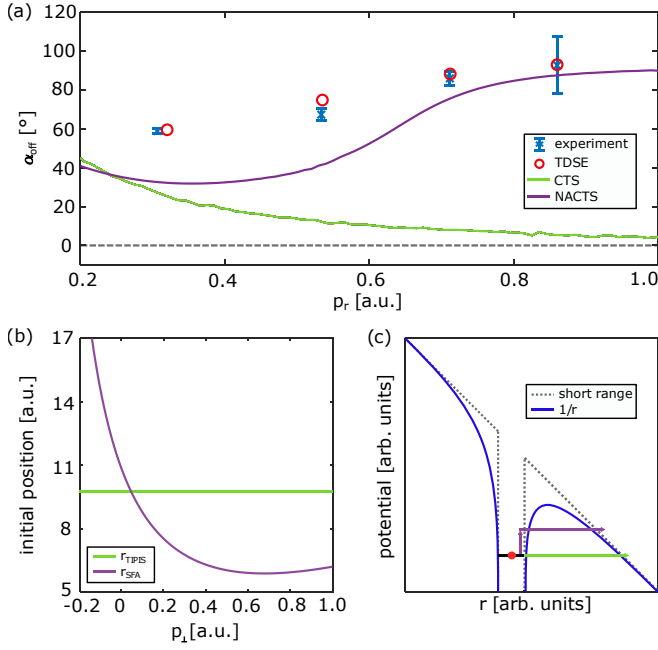 (a)
120
100
80
60
40
20
0
α_off [°]
experiment
TDSE
CTS
NACTS
0.2
0.4
0.6
0.8
1.0
p_r [a.u.]
(b)
17
14
11
8
5
initial position [a.u.]
r_TIPIS
r_SFA
-0.2
0
0.2
0.4
0.6
0.8
1.0
p_⊥[a.u.]
(c)
potential [arb. units]
short range
1/r
r [arb. units]